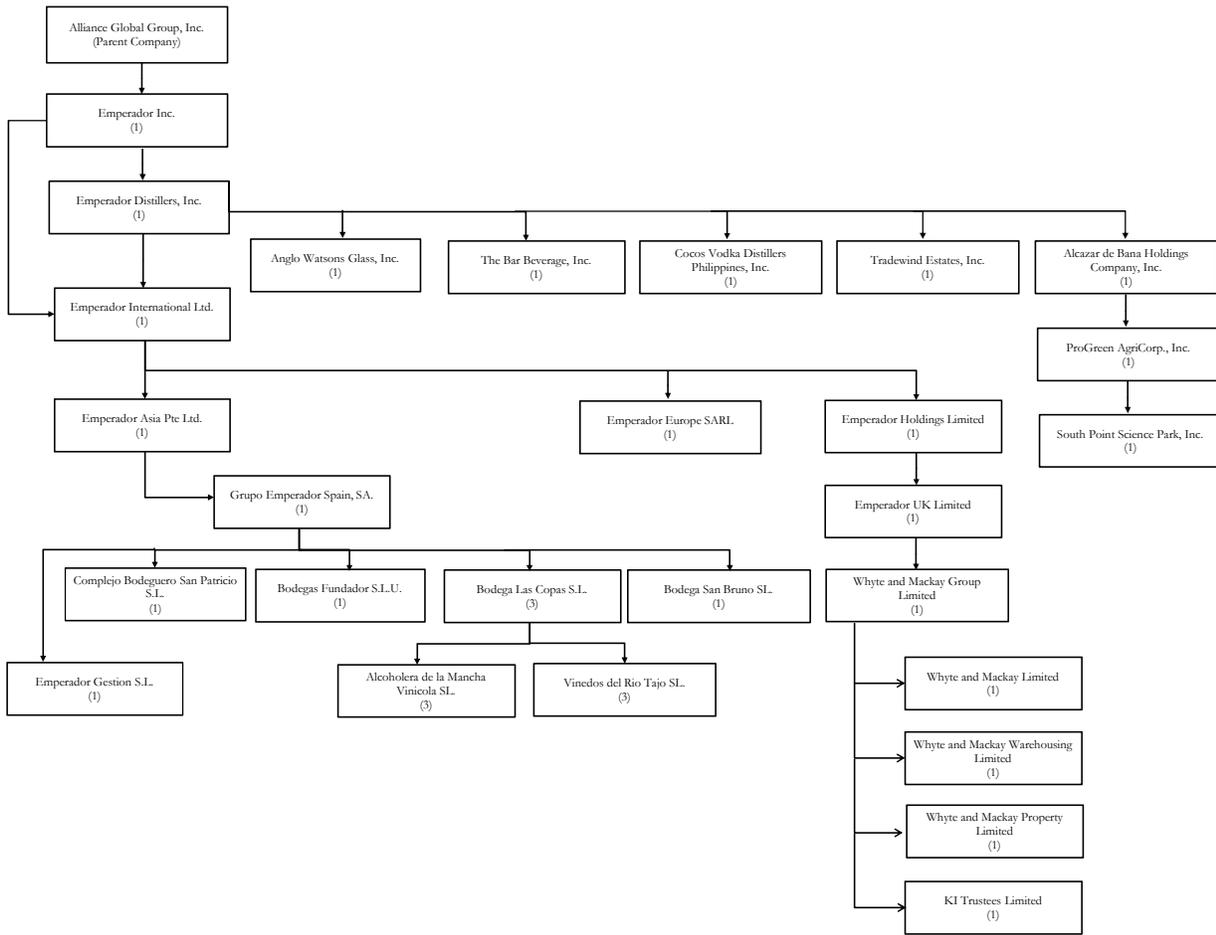 Alliance Global Group, Inc.
(Parent Company)
Emperador Inc.
(1)
Emperador Distillers, Inc.
(1)
Anglo Watsons Glass, Inc.
(1)
The Bar Beverage, Inc.
(1)
Cocos Vodka Distillers
Philippines, Inc.
(1)
Tradewind Estates, Inc.
(1)
Alcazar de Bana Holdings
Company, Inc.
(1)
Emperador International Ltd.
(1)
ProGreen AgriCorp., Inc.
(1)
Emperador Asia Pte Ltd.
(1)
Emperador Europe SARL
(1)
Emperador Holdings Limited
(1)
South Point Science Park, Inc.
(1)
Grupo Emperador Spain, SA.
(1)
Emperador UK Limited
(1)
Complejo Bodeguero San Patricio
S.L.
(1)
Bodegas Fundador S.L.U.
(1)
Bodega Las Copas S.L.
(3)
Bodega San Bruno SL.
(1)
Whyte and Mackay Group
Limited
(1)
Emperador Gestion S.L.
(1)
Alcoholera de la Mancha
Vinicola SL.
(3)
Vinedos del Rio Tajo SL.
(3)
Whyte and Mackay Limited
(1)
Whyte and Mackay Warehousing
Limited
(1)
Whyte and Mackay Property
Limited
(1)
KI Trustees Limited
(1)